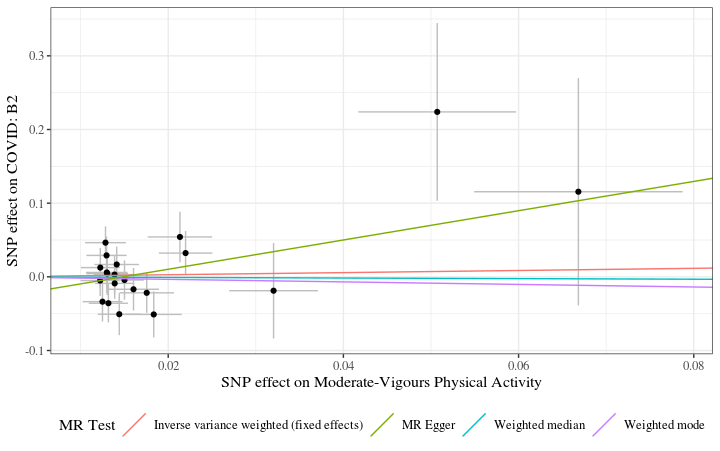 0.3
0.2
0.1
0.0
-0.1
SNP effect on COVID: B2
0.02 0.04 0.06 0.08
SNP effect on Moderate-Vigours Physical Activity
MR Test Inverse variance weighted (fixed effects) MR Egger Weighted median Weighted mode